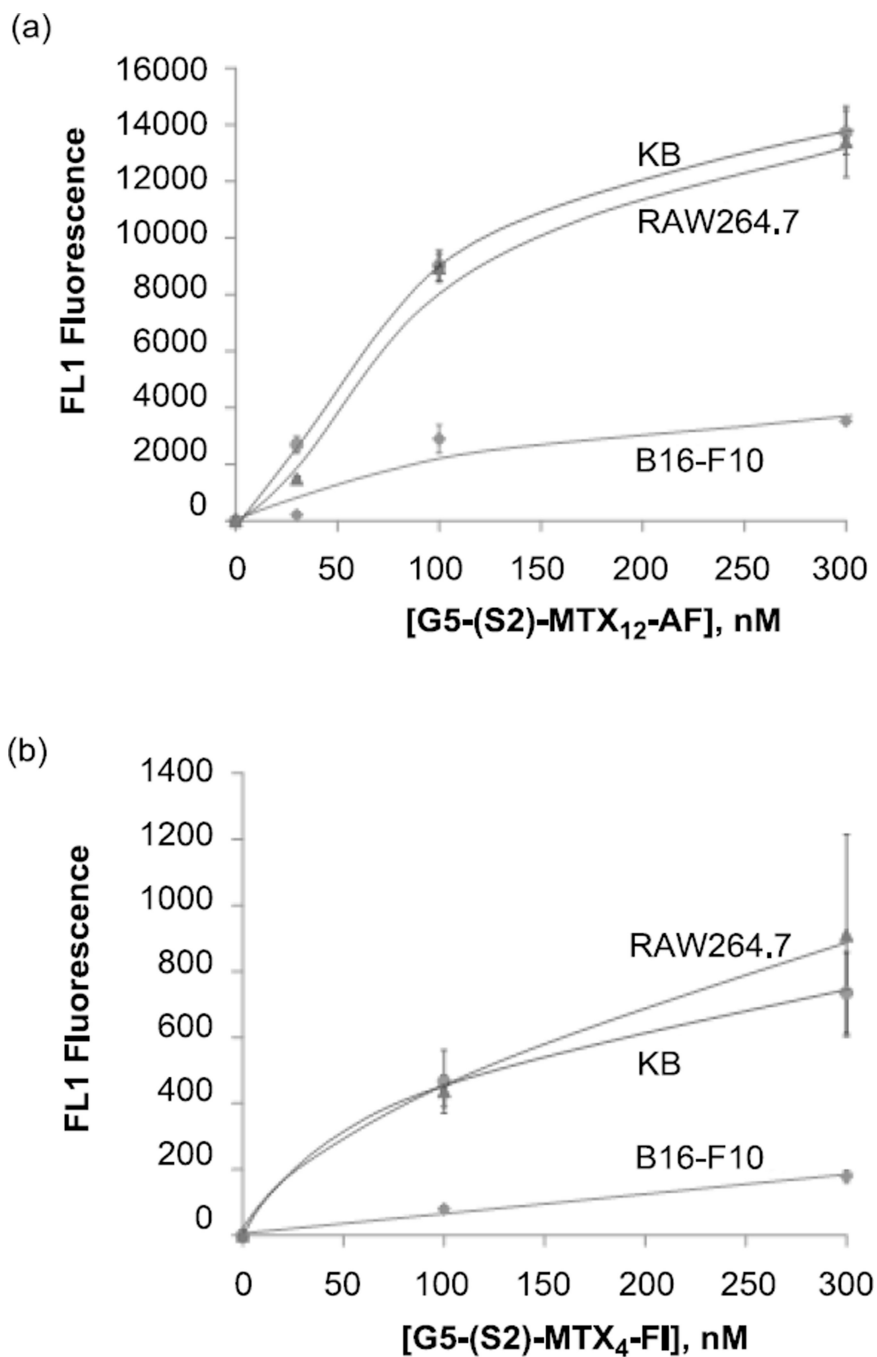 (a)
16000
14000
12000
10000
8000
6000
4000
2000
0
FL1 Fluorescence
KB
RAW264.7
B16-F10
0 50 100 150 200 250 300
[G5-(S2)-MTX₁₂-AF], nM
(b)
1400
1200
1000
800
600
400
200
0
FL1 Fluorescence
RAW264.7
KB
B16-F10
0 50 100 150 200 250 300
[G5-(S2)-MTX₄-FI], nM